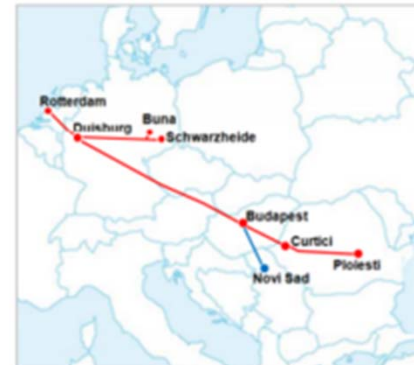 Rotterdam
Buna
Duisburg
Schwarzheide
Budapest
Curtici
Ploiesti
Novi Sad